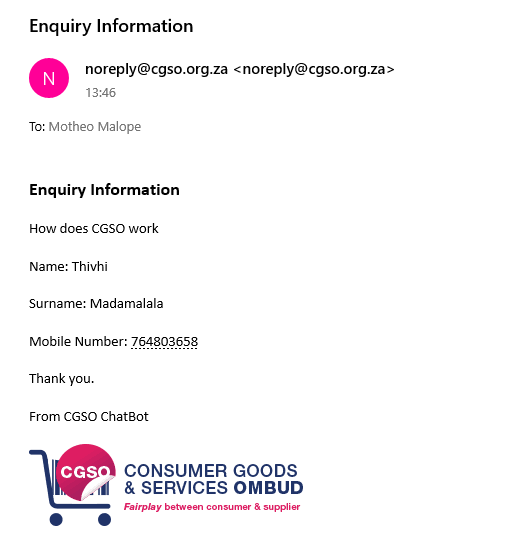 Enquiry Information
N
noreply@cgso.org.za <noreply@cgso.org.za>
13:46
To: Motheo Malope
Enquiry Information
How does CGSO work
Name: Thivhi
Surname: Madamalala
Mobile Number: 764803658
Thank you.
From CGSO ChatBot
CGSO
CONSUMER GOODS
& SERVICES OMBUD
Fairplay between consumer & supplier